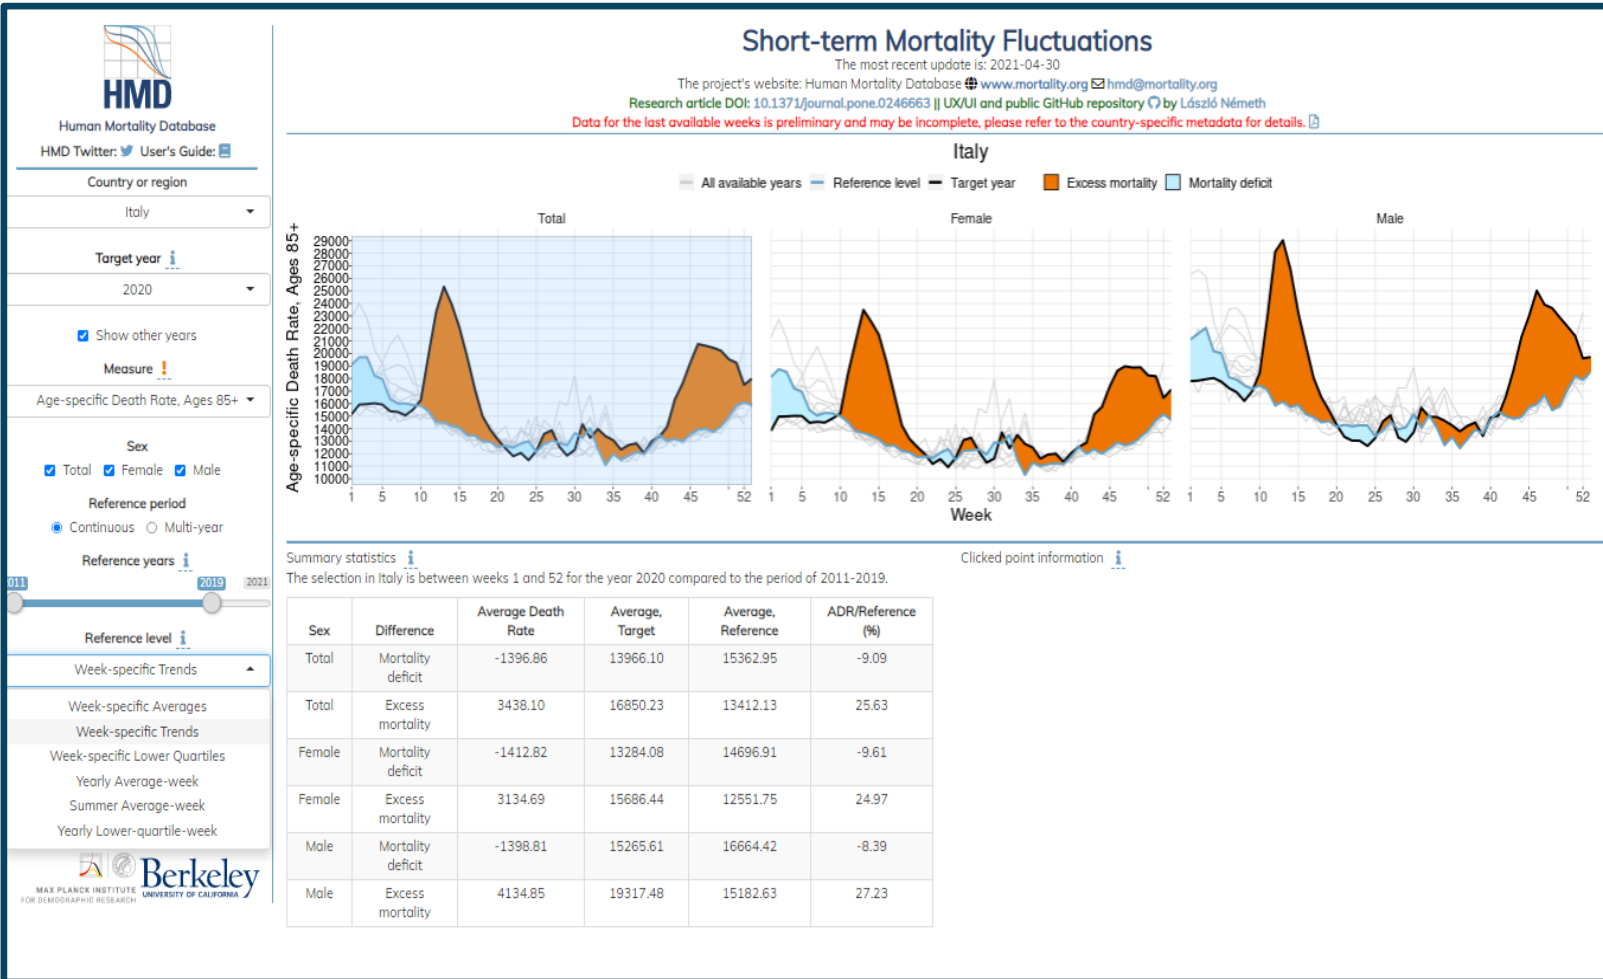 HMD
Human Mortality Database
HMD Twitter: User's Guide:
Country or region
Italy
Target year i
2020
Show other years
Measure !
Age-specific Death Rate, Ages 85+
Sex
Total Female Male
Reference period
Continuous Multi-year
Reference years i
2011 2019 2021
Reference level i
Week-specific Trends
Week-specific Averages
Week-specific Trends
Week-specific Lower Quartiles
Yearly Average-week
Summer Average-week
Yearly Lower-quartile-week
MAX PLANCK INSTITUTE
FOR DEMOGRAPHIC RESEARCH
Berkeley
UNIVERSITY OF CALIFORNIA
Short-term Mortality Fluctuations
The most recent update is: 2021-04-30
The project's website: Human Mortality Database www.mortality.org hmd@mortality.org
Research article DOI: 10.1371/journal.pone.0246663 || UX/UI and public GitHub repository by László Németh
Data for the last available weeks is preliminary and may be incomplete, please refer to the country-specific metadata for details.
Italy
All available years Reference level Target year Excess mortality Mortality deficit
Total Female Male
Age-specific Death Rate, Ages 85+
29000
28000
27000
26000
25000
24000
23000
22000
21000
20000
19000
18000
17000
16000
15000
14000
13000
12000
11000
10000
1 5 10 15 20 25 30 35 40 45 52 1 5 10 15 20 25 30 35 40 45 52 1 5 10 15 20 25 30 35 40 45 52
Week
Summary statistics i
Clicked point information i
The selection in Italy is between weeks 1 and 52 for the year 2020 compared to the period of 2011-2019.
Sex Difference Average Death Rate Average, Target Average, Reference ADR/Reference (%)
Total Mortality deficit -1396.86 13966.10 15362.95 -9.09
Total Excess mortality 3438.10 16850.23 13412.13 25.63
Female Mortality deficit -1412.82 13284.08 14696.91 -9.61
Female Excess mortality 3134.69 15686.44 12551.75 24.97
Male Mortality deficit -1398.81 15265.61 16664.42 -8.39
Male Excess mortality 4134.85 19317.48 15182.63 27.23